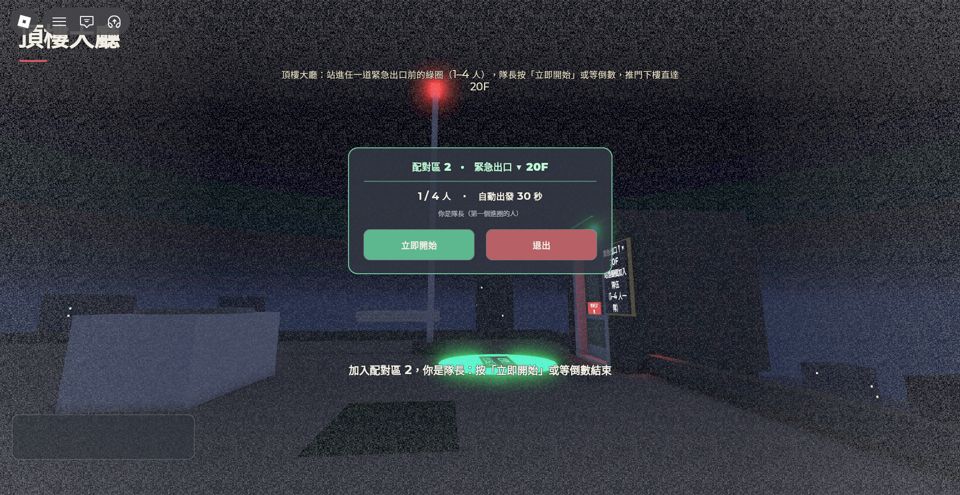 頂樓大廳
頂樓大廳：站進任一道緊急出口前的綠圈（1–4 人），隊長按「立即開始」或等倒數，推門下樓直達
20F
配對區 2 • 緊急出口 ▼ 20F
1 / 4 人 • 自動出發 30 秒
你是隊長（第一個進圈的人）
立即開始
退出
加入配對區 2，你是隊長：按「立即開始」或等倒數結束